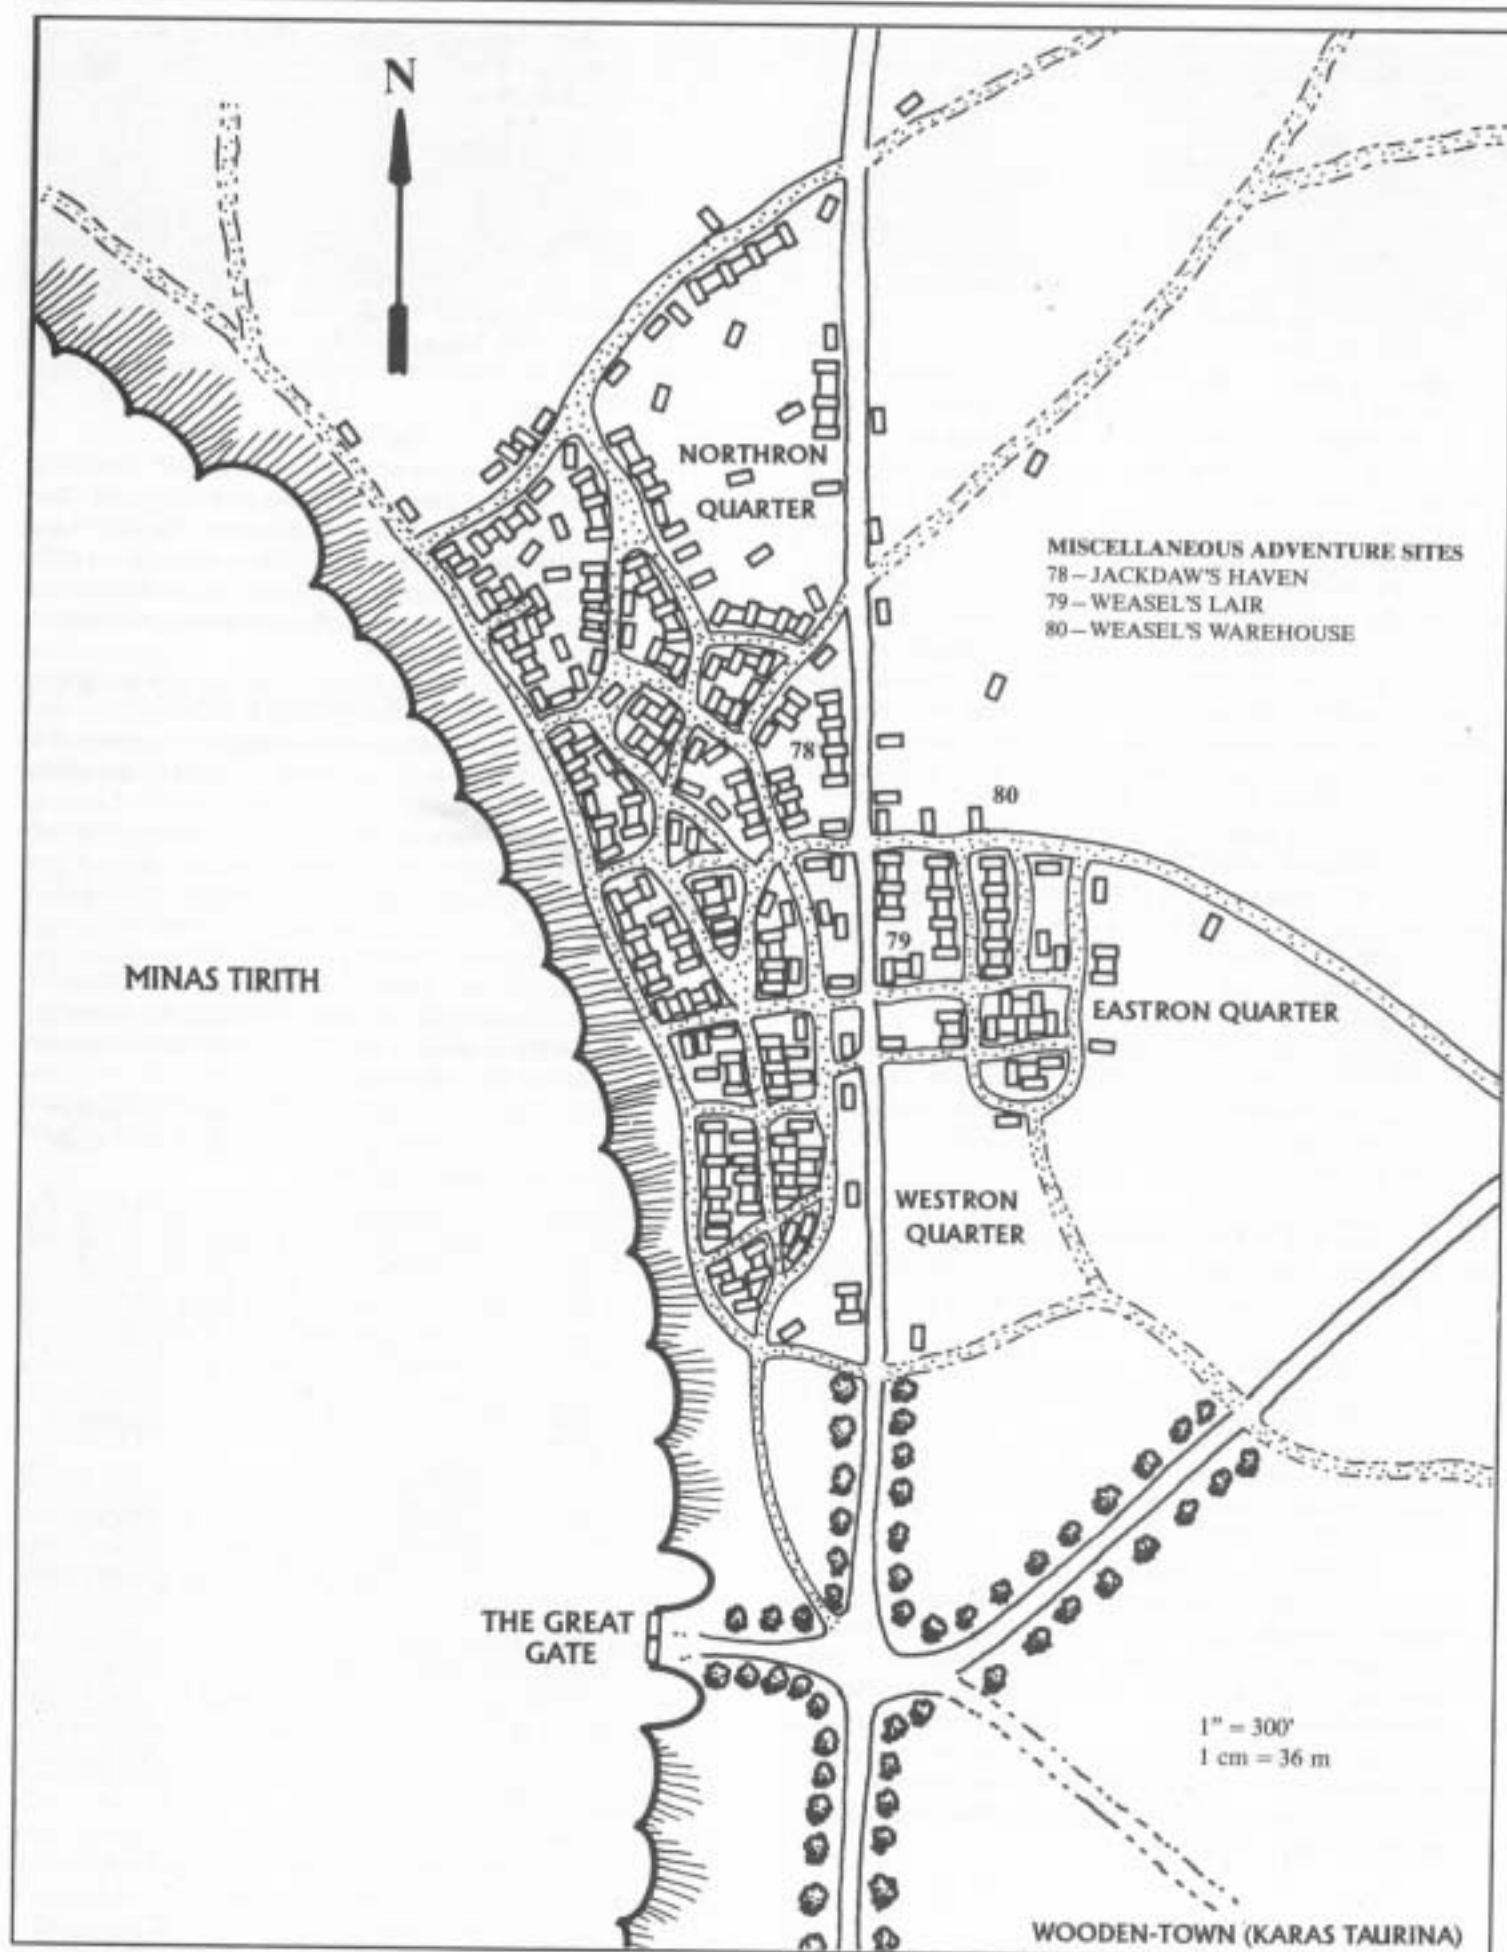 N
NORTHRON
QUARTER
MISCELLANEOUS ADVENTURE SITES
78 – JACKDAW'S HAVEN
79 – WEASEL'S LAIR
80 – WEASEL'S WAREHOUSE
78
80
79
MINAS TIRITH
EASTRON QUARTER
WESTRON
QUARTER
THE GREAT
GATE
1" = 300'
1 cm = 36 m
WOODEN-TOWN (KARAS TAURINA)